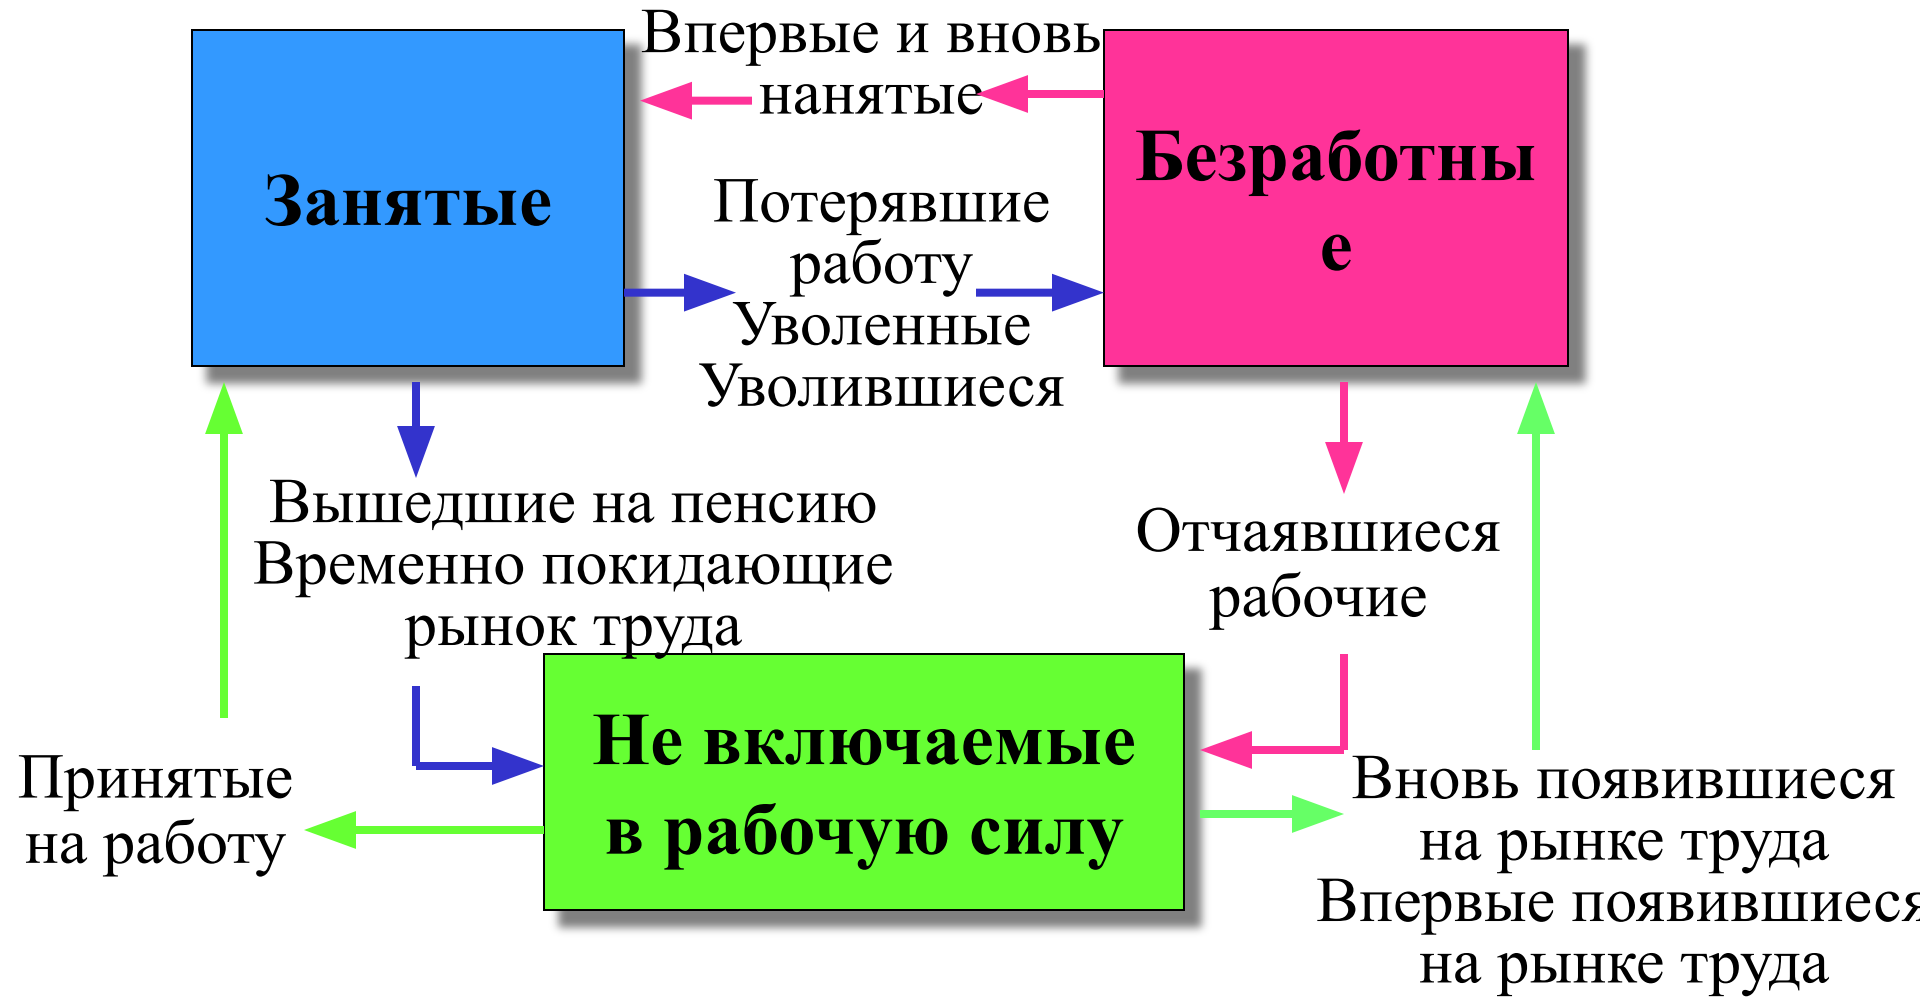 Впервые и вновь
нанятые
Занятые
Безработны
е
Потерявшие
работу
Уволенные
Уволившиеся
Вышедшие на пенсию
Временно покидающие
рынок труда
Отчаявшиеся
рабочие
Не включаемые
в рабочую силу
Принятые
на работу
Вновь появившиеся
на рынке труда
Впервые появившиеся
на рынке труда